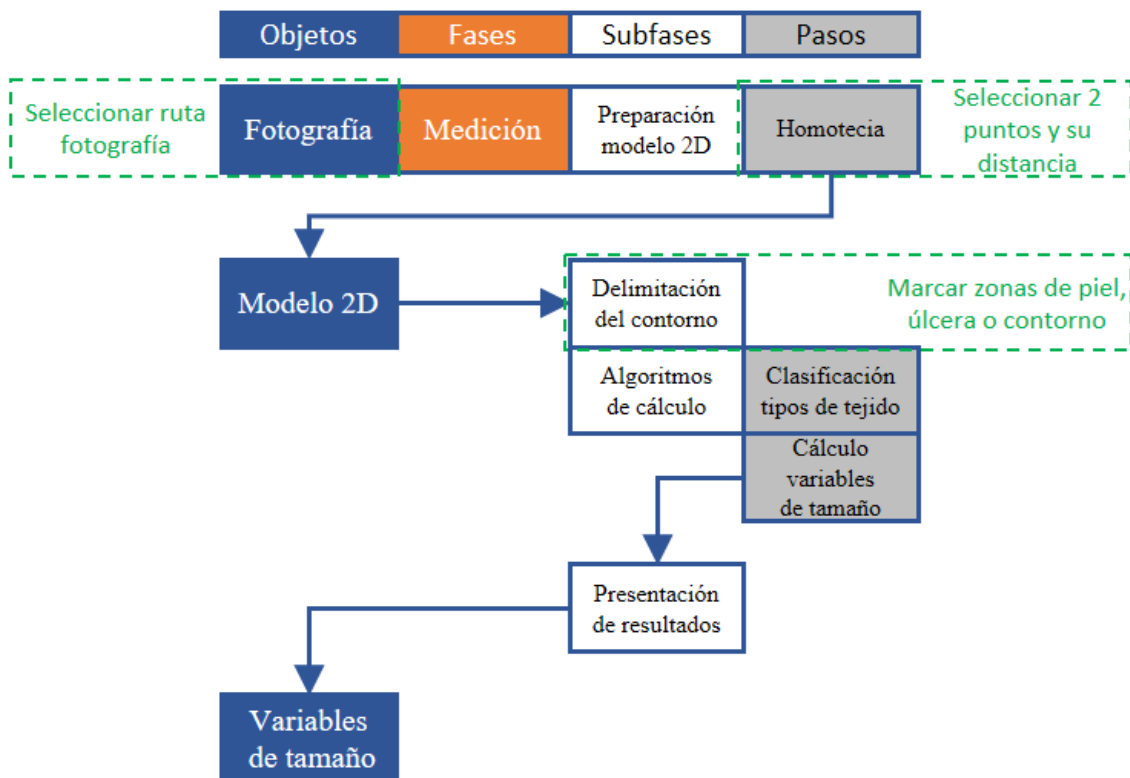 Objetos Fases Subfases Pasos
Seleccionar ruta
fotografía
Fotografía
Medición
Preparación
modelo 2D
Homotecia
Seleccionar 2
puntos y su
distancia
Modelo 2D
Delimitación
del contorno
Marcar zonas de piel,
úlcera o contorno
Algoritmos
de cálculo
Clasificación
tipos de tejido
Cálculo
variables
de tamaño
Presentación
de resultados
Variables
de tamaño